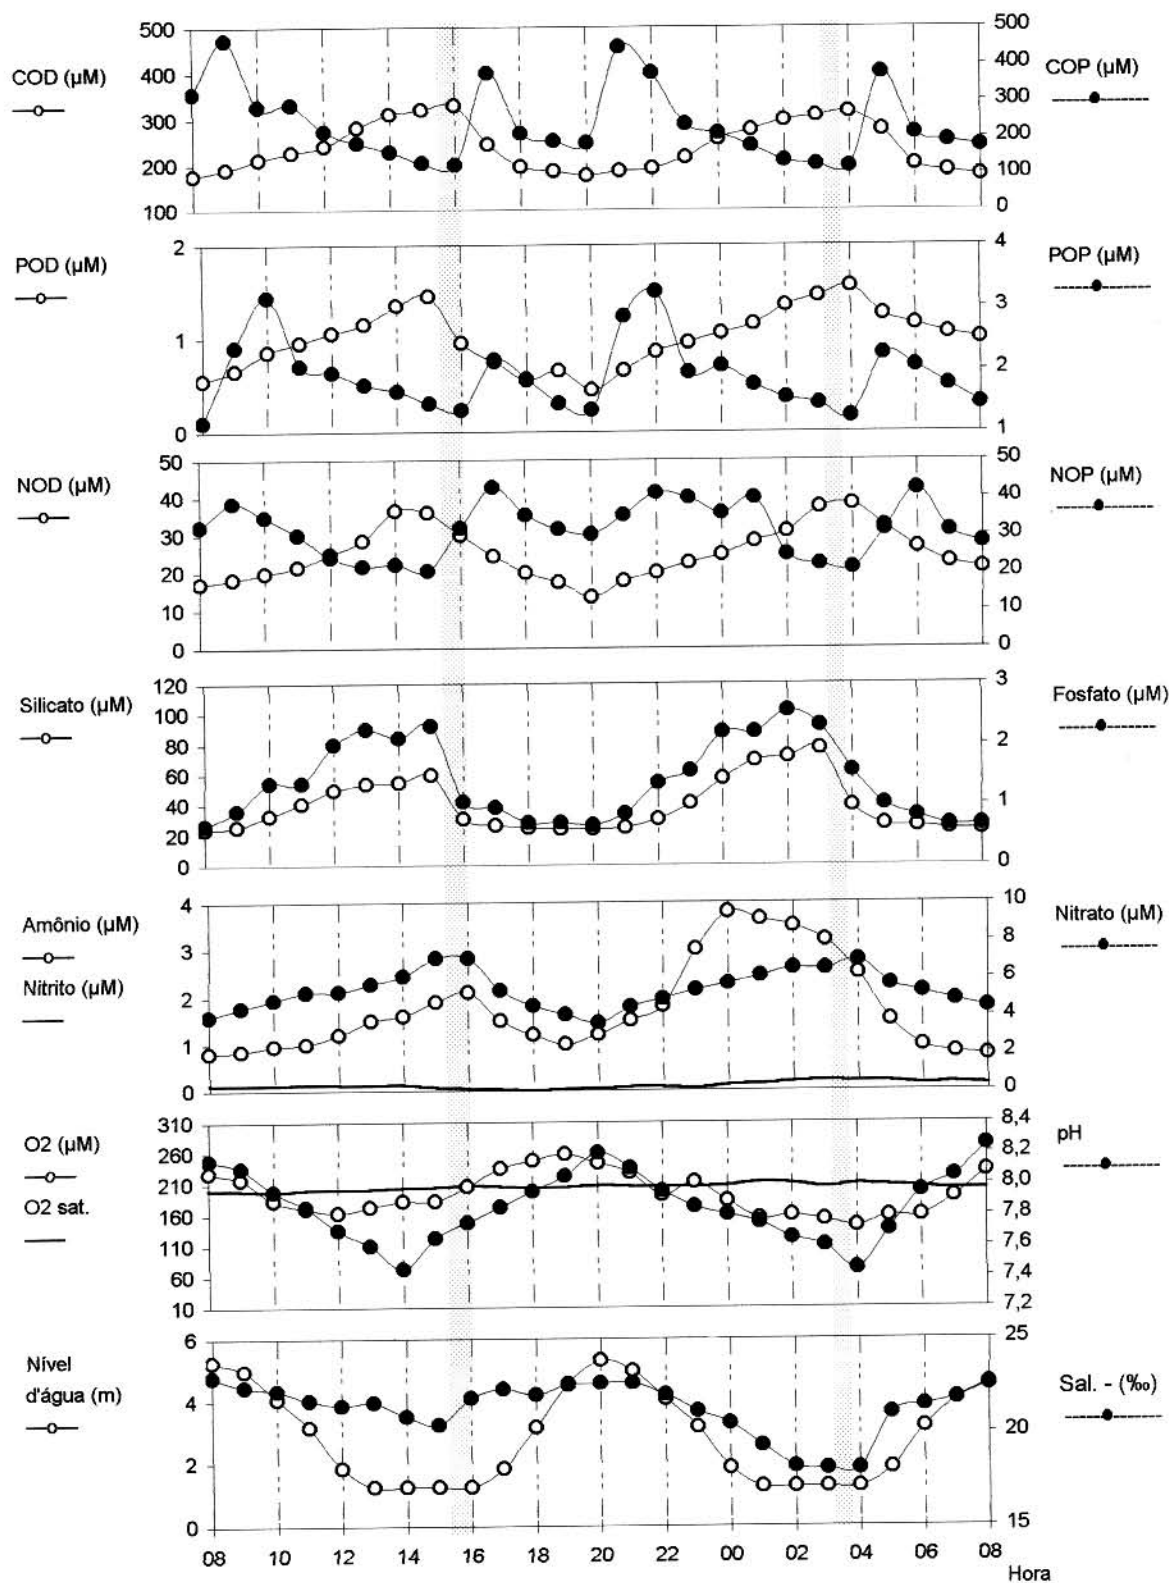 500 500
COD (µM) 400 400 COP (µM)
300 300
200 200
100
100 0
2 4
POD (µM) POP (µM)
3
1
2
0 1
50 50
NOD (µM) 40 40 NOP (µM)
30 30
20 20
10 10
0 0
120 3
Silicato (µM) 100 Fosfato (µM)
80 2
60
40 1
20
0 0
4 10
Amônio (µM) 8 Nitrato (µM)
3
Nitrito (µM) 6
2
4
1 2
0 0
310 8,4
O2 (µM) 260 8,2 pH
210 8,0
O2 sat. 160 7,8
110 7,6
60 7,4
10 7,2
6 25
Nível
d'água (m) 4 20 Sal. - (‰)
2
0 15
08 10 12 14 16 18 20 22 00 02 04 06 08
Hora